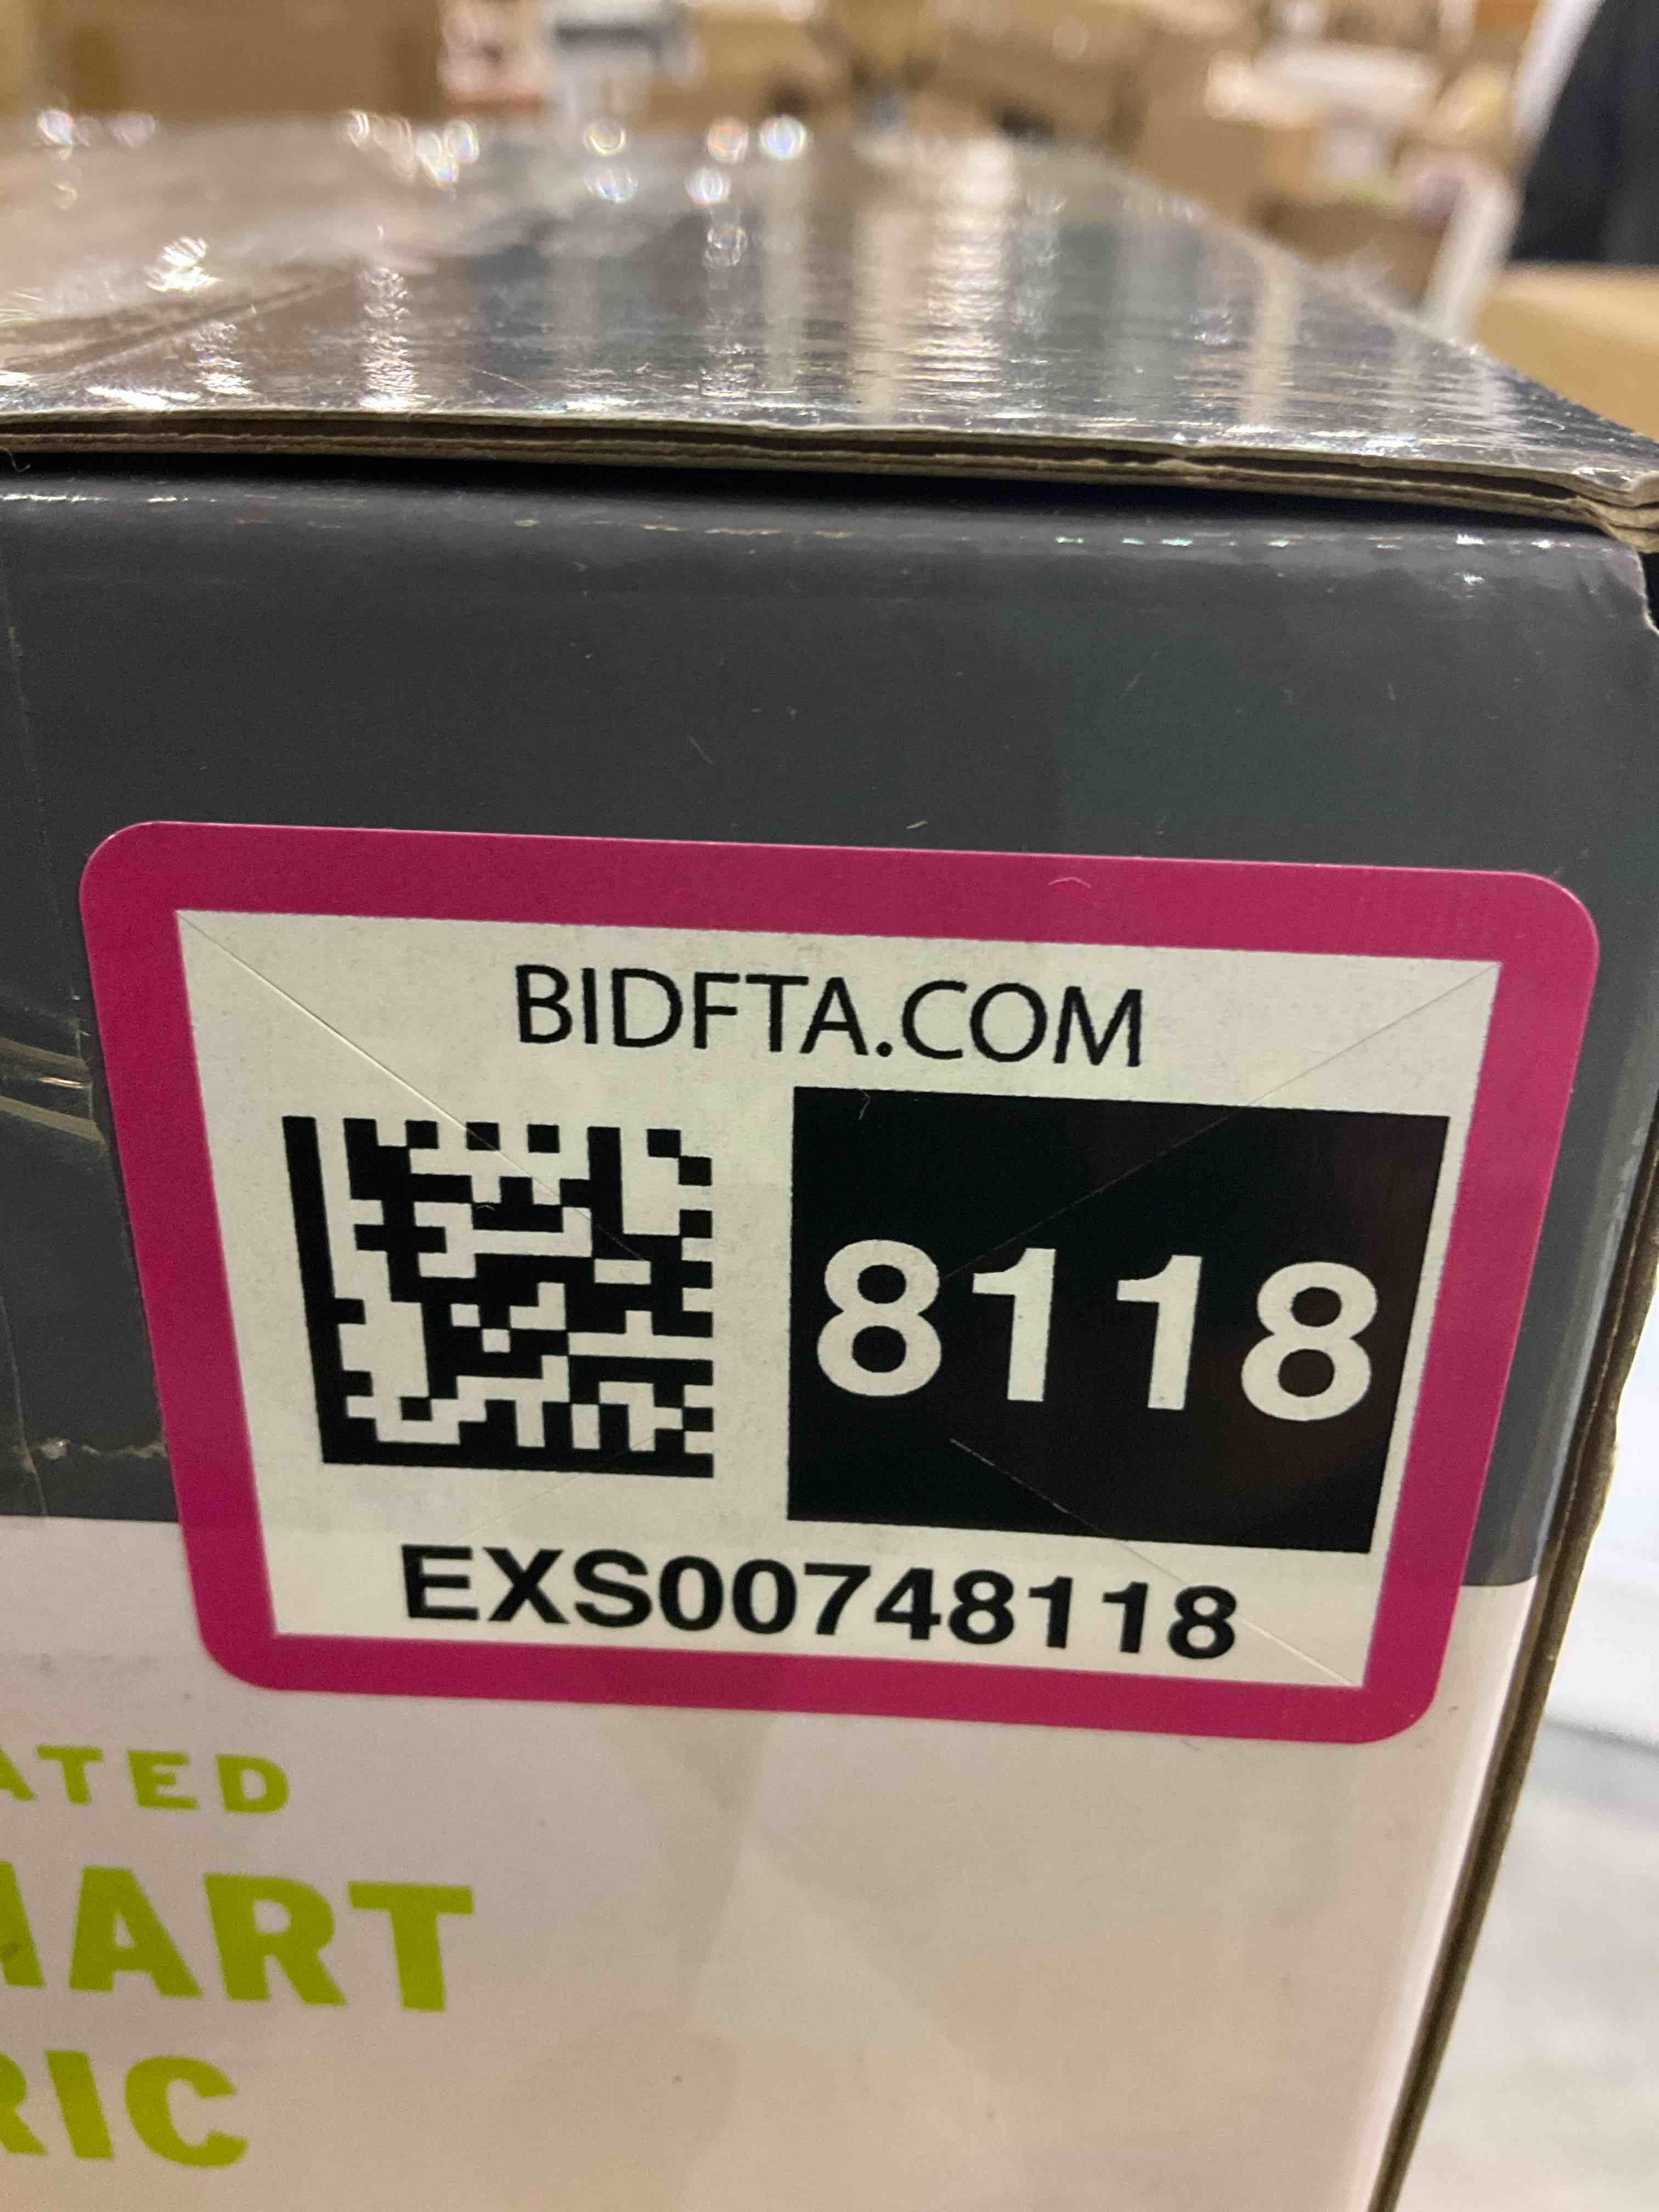 BIDFTA.COM
8118
EXS00748118
ATED
ART
RIC